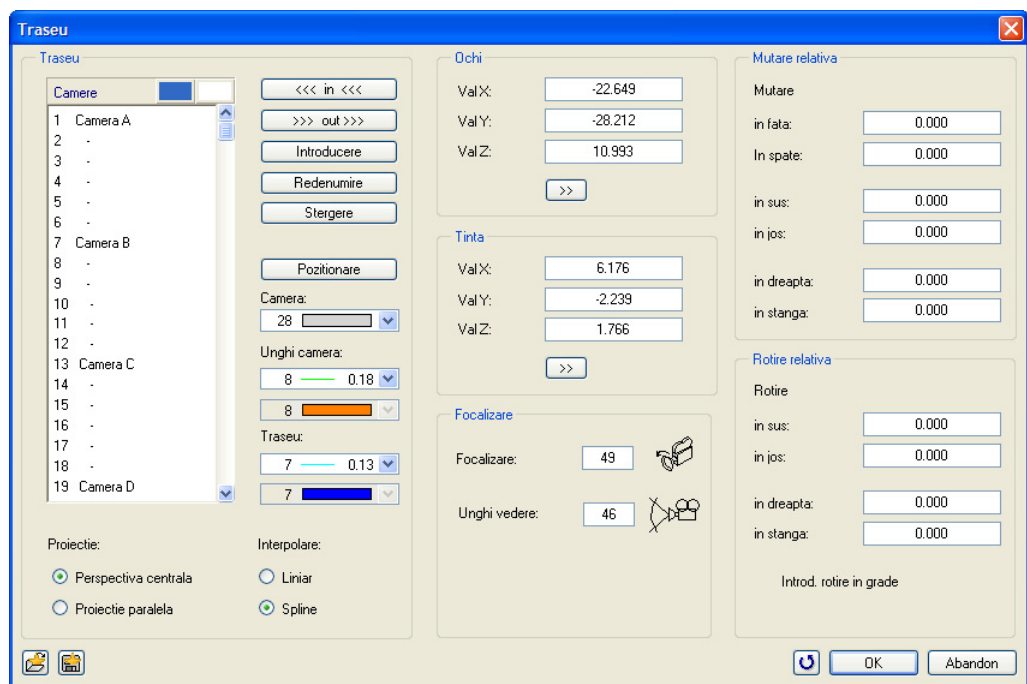 Traseu
Traseu
Camere
1 Camera A
2 -
3 -
4 -
5 -
6 -
7 Camera B
8 -
9 -
10 -
11 -
12 -
13 Camera C
14 -
15 -
16 -
17 -
18 -
19 Camera D
<<< in <<<
>>> out >>>
Introducere
Redenumire
Stergere
Pozitionare
Camera:
28
Unghi camera:
8 0.18
8
Traseu:
7 0.13
7
Proiectie:
Perspectiva centrala
Proiectie paralela
Interpolare:
Liniar
Spline
Ochi
Val X: -22.649
Val Y: -28.212
Val Z: 10.993
>>
Tinta
Val X: 6.176
Val Y: -2.239
Val Z: 1.766
>>
Focalizare
Focalizare: 49
Unghi vedere: 46
Mutare relativa
Mutare
in fata: 0.000
In spate: 0.000
in sus: 0.000
in jos: 0.000
in dreapta: 0.000
in stanga: 0.000
Rotire relativa
Rotire
in sus: 0.000
in jos: 0.000
in dreapta: 0.000
in stanga: 0.000
Introd. rotire in grade
OK
Abandon